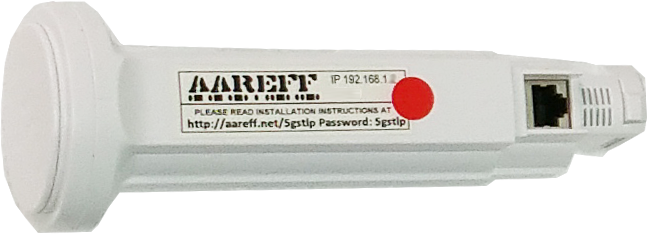 AAREFF IP 192.168.1
PLEASE READ INSTALLATION INSTRUCTIONS AT
http://aareff.net/5gstlp Password: 5gstlp